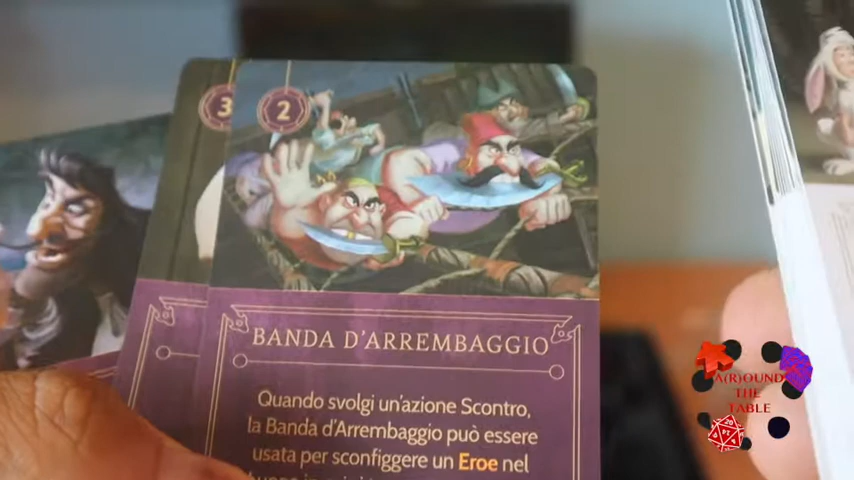 3
2
BANDA D'ARREMBAGGIO
Quando svolgi un'azione Scontro,
la Banda d'Arrembaggio può essere
usata per sconfiggere un Eroe nel
A(R)OUND
THE
TABLE